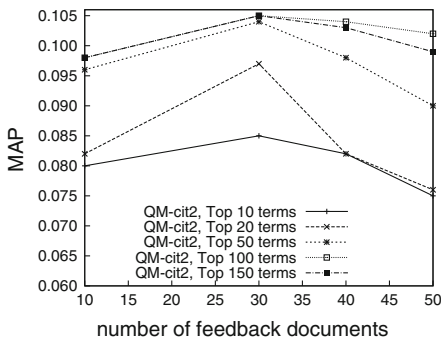 0.105
0.100
0.095
0.090
0.085
0.080
0.075
0.070
0.065
0.060
MAP
QM-cit2, Top 10 terms
QM-cit2, Top 20 terms
QM-cit2, Top 50 terms
QM-cit2, Top 100 terms
QM-cit2, Top 150 terms
10 15 20 25 30 35 40 45 50
number of feedback documents